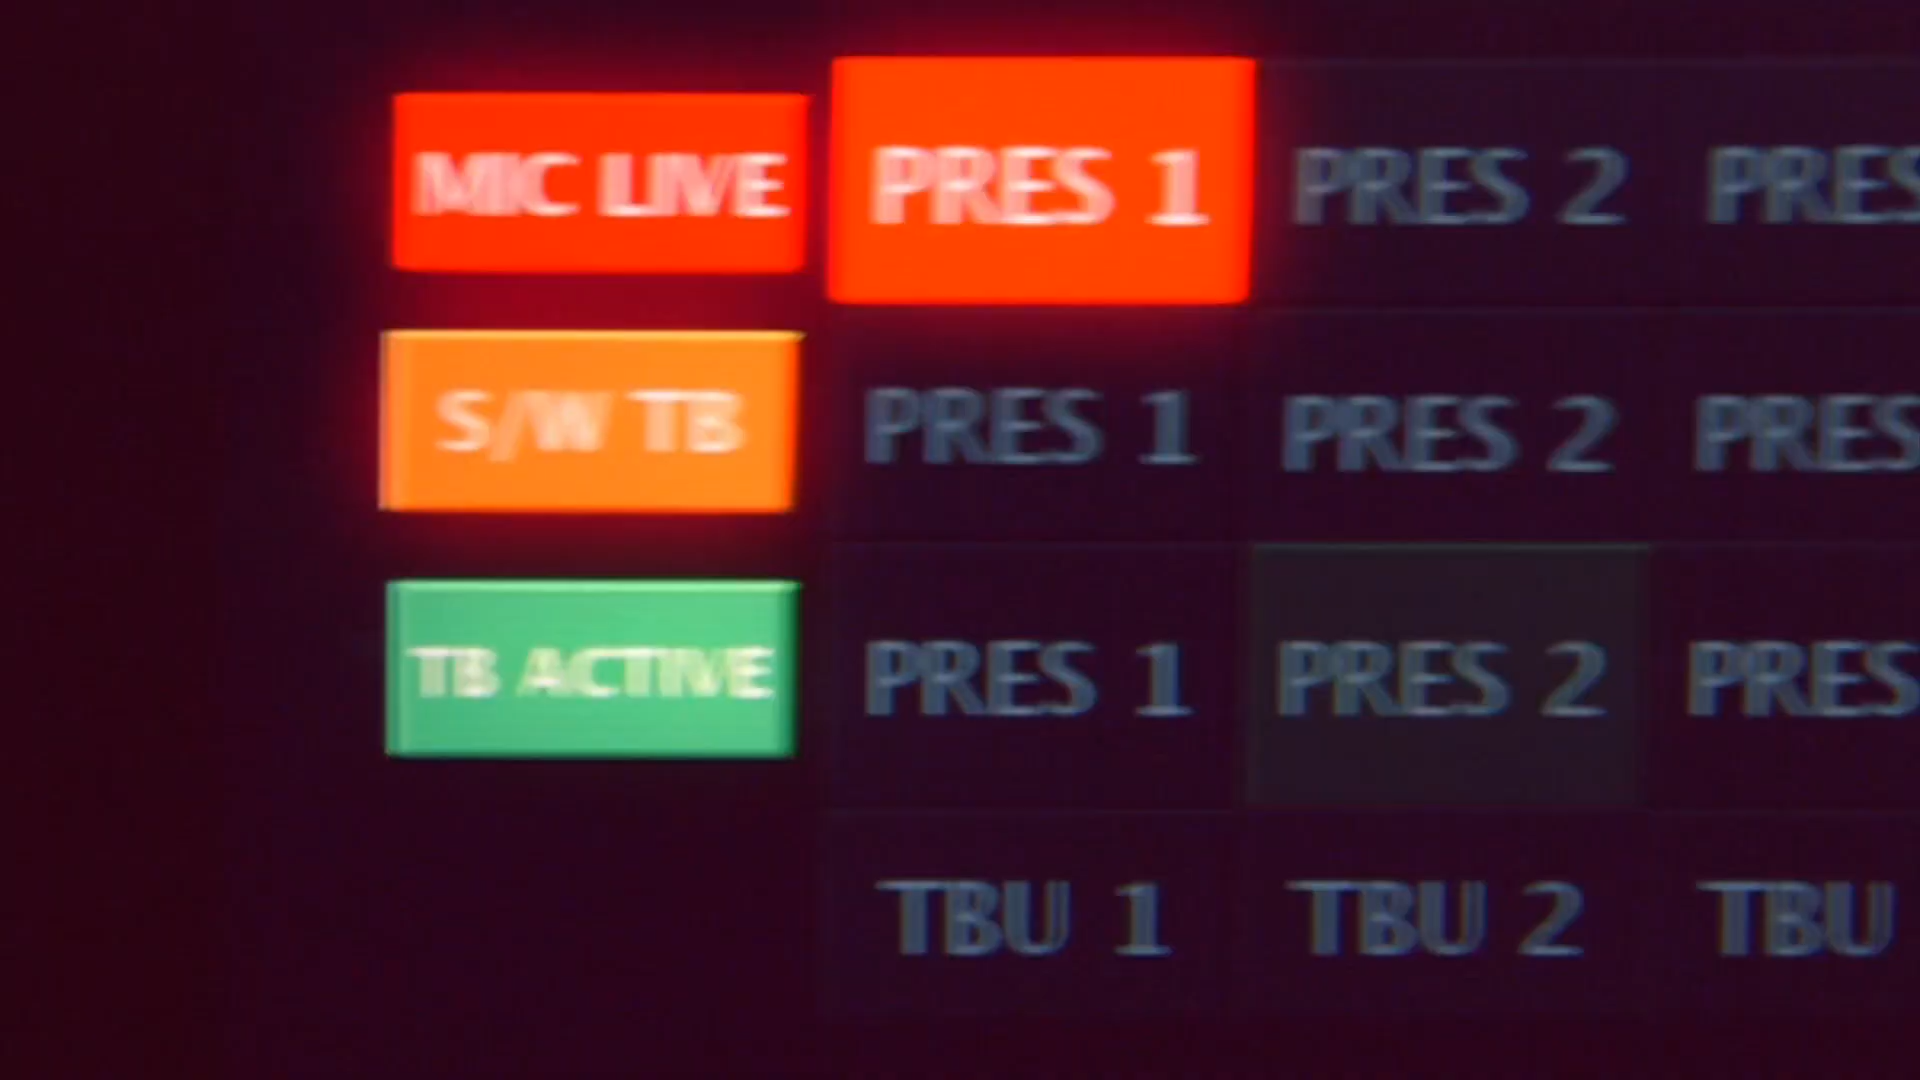 MIC LIVE PRES 1 PRES 2 PRES
S/W TB PRES 1 PRES 2 PRES
TB ACTIVE PRES 1 PRES 2 PRES
TBU 1 TBU 2 TBU